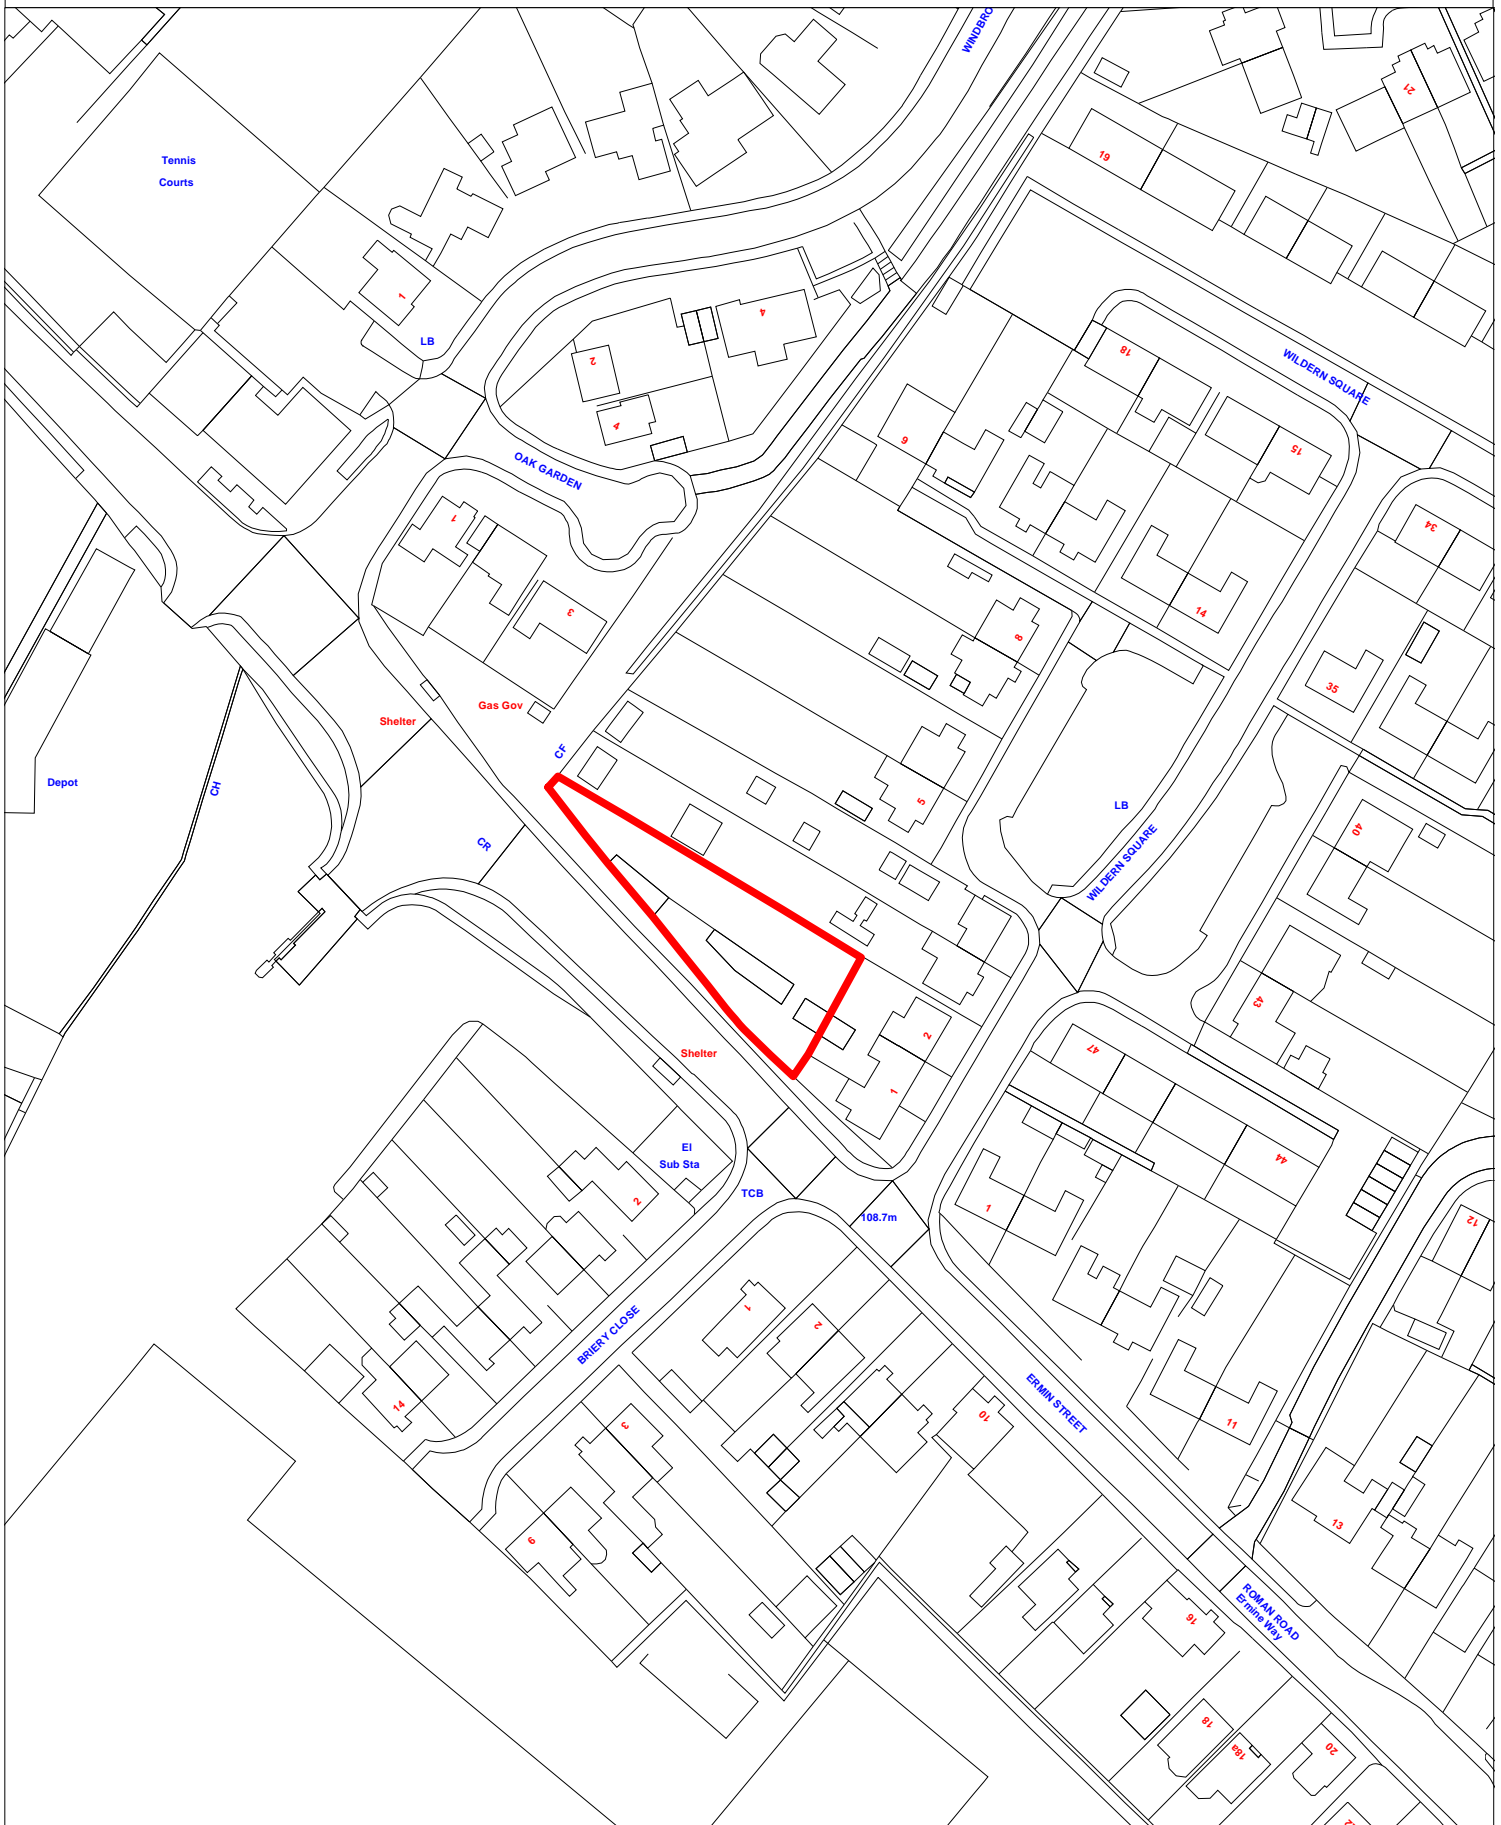 WINDBRO
21
19
Tennis
Courts
1
LB
4
2
4
18
WILDERN SQUARE
9
15
OAK GARDEN
1
34
3
8
14
35
Gas Gov
Shelter
CF
Depot
CH
CR
5
LB
40
WILDERN SQUARE
43
2
47
Shelter
1
El
Sub Sta
44
TCB
2
1
108.7m
12
1
2
BRIERY CLOSE
ERMIN STREET
14
3
10
11
6
13
ROMAN ROAD
Ermine Way
16
18
18a
20